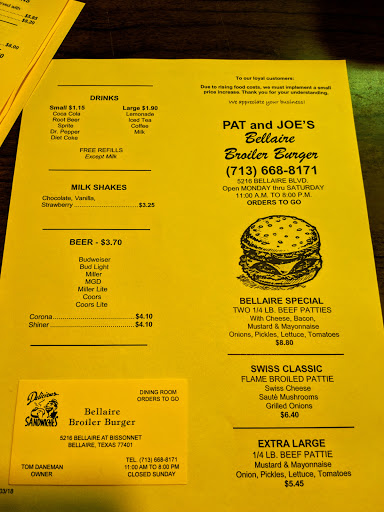 $5.85
$5.25
$4.00
DRINKS
Small $1.15 Large $1.90
Coca Cola Lemonade
Root Beer Iced Tea
Sprite Coffee
Dr. Pepper Milk
Diet Coke
FREE REFILLS
Except Milk
MILK SHAKES
Chocolate, Vanilla,
Strawberry $3.25
BEER - $3.70
Budweiser
Bud Light
Miller
MGD
Miller Lite
Coors
Coors Lite
Corona $4.10
Shiner $4.10
Delicious
SANDWICHES
DINING ROOM
ORDERS TO GO
Bellaire
Broiler Burger
5216 BELLAIRE AT BISSONNET
BELLAIRE, TEXAS 77401
TOM DANEMAN
OWNER
TEL. (713) 668-8171
11:00 AM TO 8:00 PM
CLOSED SUNDAY
03/18
To our loyal customers:
Due to rising food costs, we must implement a small
price increase. Thank you for your understanding.
We appreciate your business!
PAT and JOE'S
Bellaire
Broiler Burger
(713) 668-8171
5216 BELLAIRE BLVD.
Open MONDAY thru SATURDAY
11:00 A.M. TO 8:00 P.M.
ORDERS TO GO
BELLAIRE SPECIAL
TWO 1/4 LB. BEEF PATTIES
With Cheese, Bacon,
Mustard & Mayonnaise
Onions, Pickles, Lettuce, Tomatoes
$8.80
SWISS CLASSIC
FLAME BROILED PATTIE
Swiss Cheese
Sautè Mushrooms
Grilled Onions
$6.40
EXTRA LARGE
1/4 LB. BEEF PATTIE
Mustard & Mayonnaise
Onion, Pickles, Lettuce, Tomatoes
$5.45